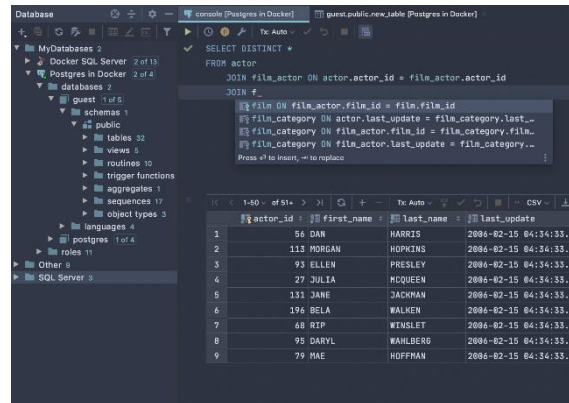 Database
console [Postgres in Docker]
guest.public.new_table [Postgres in Docker]
Tx: Auto
MyDatabases 2
Docker SQL Server 2 of 13
Postgres in Docker 2 of 4
databases 2
guest 1 of 6
schemas 1
public
tables 32
views 5
routines 10
trigger functions
aggregates 1
sequences 17
object types 3
languages 4
postgres 1 of 4
roles 11
Other 9
SQL Server 3
SELECT DISTINCT *
FROM actor
JOIN film_actor ON actor.actor_id = film_actor.actor_id
JOIN f_
film ON film_actor.film_id = film.film_id
film_category ON actor.last_update = film_category.last_…
film_category ON film_actor.film_id = film_category.film…
film_category ON film_actor.last_update = film_category.…
Press ⏎ to insert, → to replace
1-50 of 51+
Tx: Auto
CSV
actor_id first_name last_name last_update
1 56 DAN HARRIS 2006-02-15 04:34:33.
2 113 MORGAN HOPKINS 2006-02-15 04:34:33.
3 93 ELLEN PRESLEY 2006-02-15 04:34:33.
4 27 JULIA MCQUEEN 2006-02-15 04:34:33.
5 131 JANE JACKMAN 2006-02-15 04:34:33.
6 196 BELA WALKEN 2006-02-15 04:34:33.
7 68 RIP WINSLET 2006-02-15 04:34:33.
8 95 DARYL WAHLBERG 2006-02-15 04:34:33.
9 79 MAE HOFFMAN 2006-02-15 04:34:33.